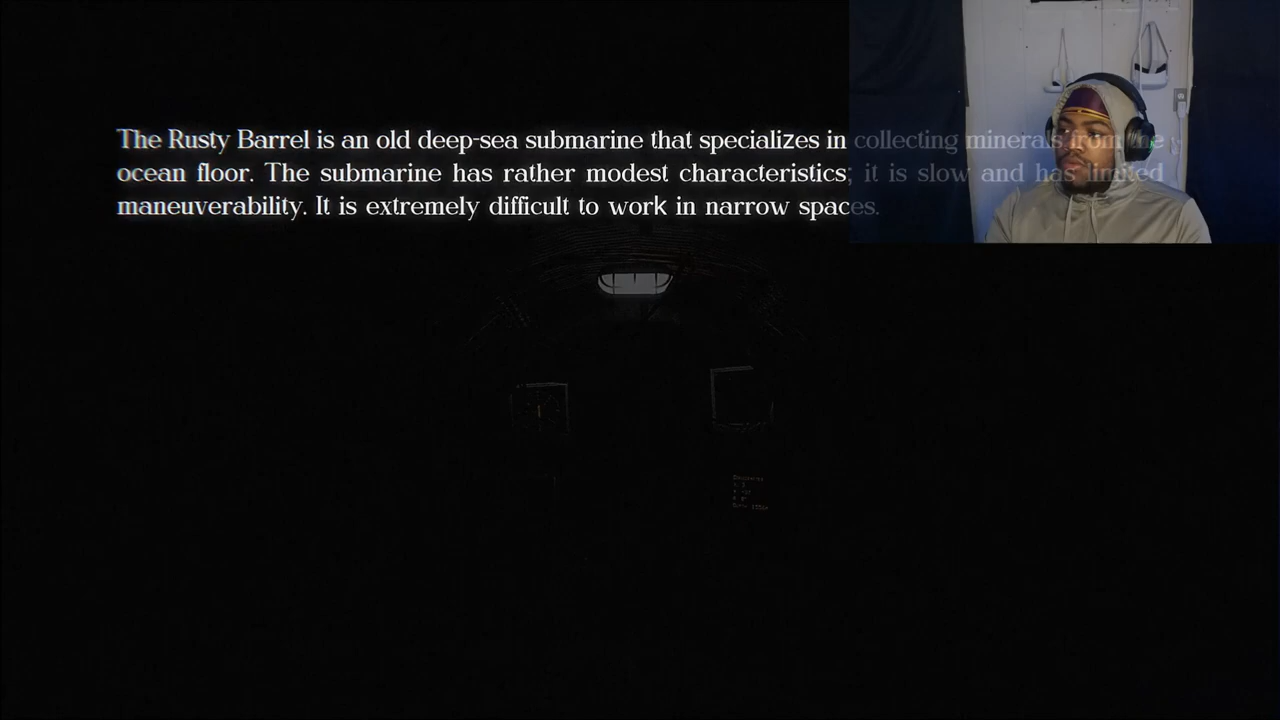 The Rusty Barrel is an old deep-sea submarine that specializes in collecting minerals from the
ocean floor. The submarine has rather modest characteristics; it is slow and has limited
maneuverability. It is extremely difficult to work in narrow spaces.